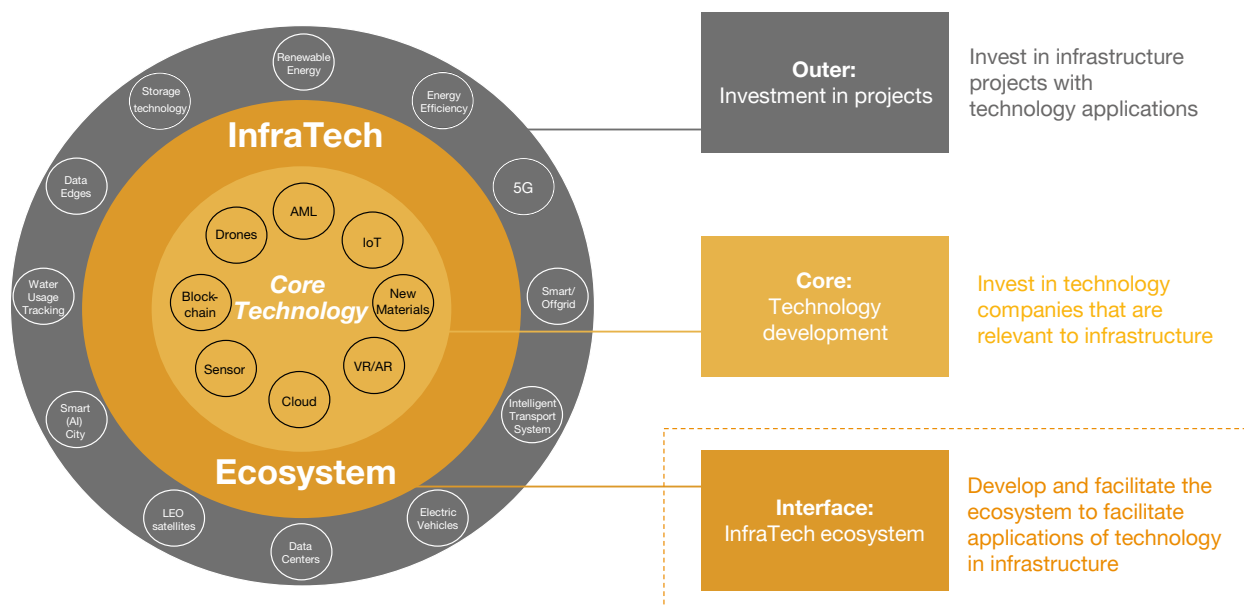 Renewable
Energy
Energy
Efficiency
5G
Smart/
Offgrid
Intelligent
Transport
System
Electric
Vehicles
Data
Centers
LEO
satellites
Smart
(AI)
City
Water
Usage
Tracking
Data
Edges
Storage
technology
InfraTech
Ecosystem
AML
IoT
New
Materials
VR/AR
Cloud
Sensor
Block-
chain
Drones
Core
Technology
Outer:
Investment in projects
Invest in infrastructure
projects with
technology applications
Core:
Technology
development
Invest in technology
companies that are
relevant to infrastructure
Interface:
InfraTech ecosystem
Develop and facilitate the
ecosystem to facilitate
applications of technology
in infrastructure